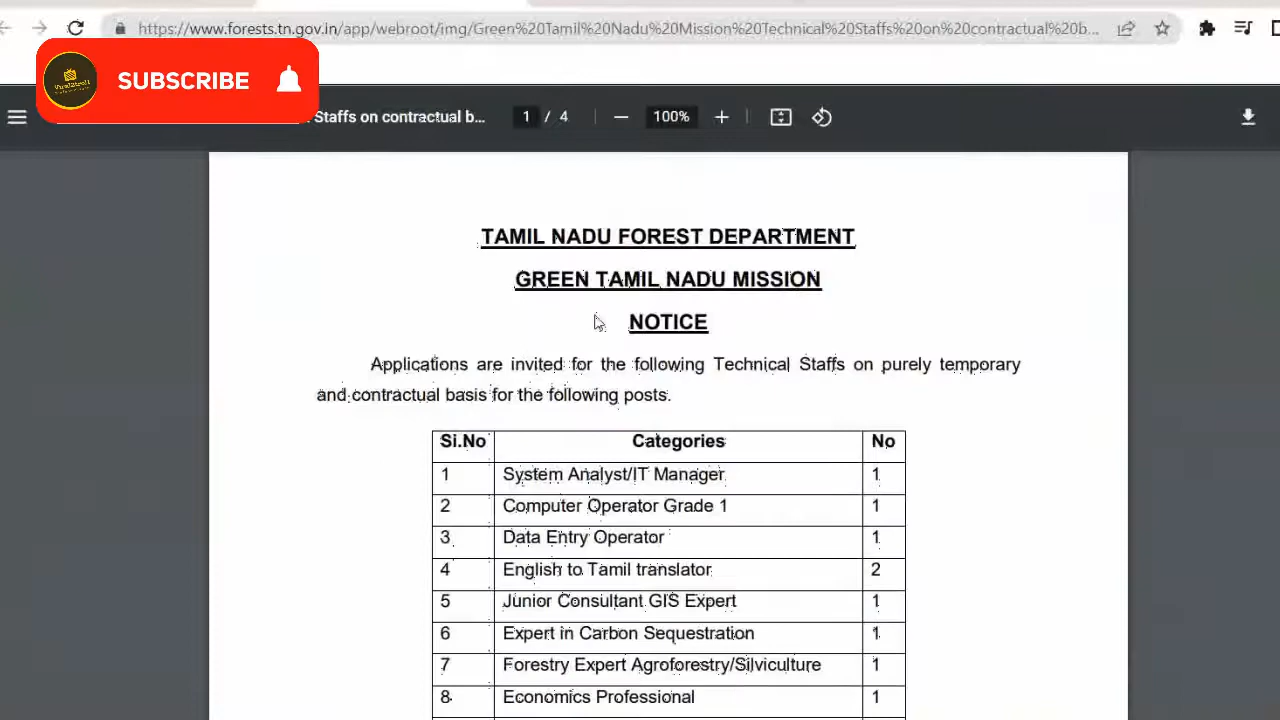 https://www.forests.tn.gov.in/app/webroot/img/Green%20Tamil%20Nadu%20Mission%20Technical%20Staffs%20on%20contractual%20b...
SUBSCRIBE
Staffs on contractual b...
1 / 4
100%
TAMIL NADU FOREST DEPARTMENT
GREEN TAMIL NADU MISSION
NOTICE
Applications are invited for the following Technical Staffs on purely temporary
and contractual basis for the following posts.
Si.No Categories No
1 System Analyst/IT Manager 1
2 Computer Operator Grade 1 1
3 Data Entry Operator 1
4 English to Tamil translator 2
5 Junior Consultant GIS Expert 1
6 Expert in Carbon Sequestration 1
7 Forestry Expert Agroforestry/Silviculture 1
8 Economics Professional 1